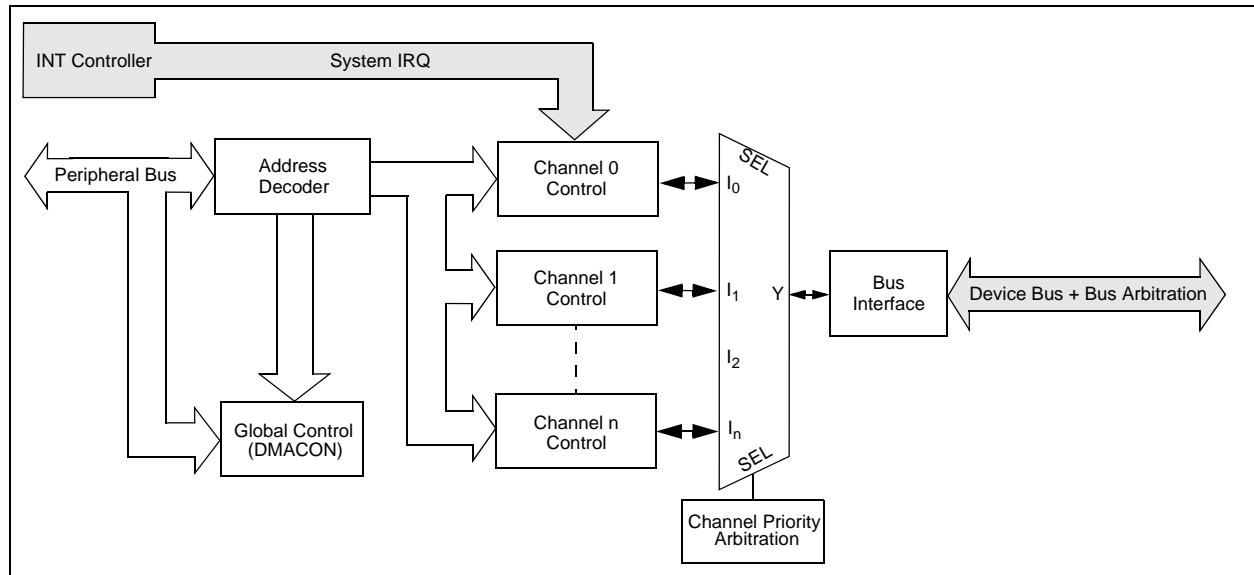 INT Controller
System IRQ
Peripheral Bus
Address
Decoder
Channel 0
Control
SEL
I0
Channel 1
Control
I1
Y
Bus
Interface
Device Bus + Bus Arbitration
I2
Global Control
(DMACON)
Channel n
Control
In
SEL
Channel Priority
Arbitration